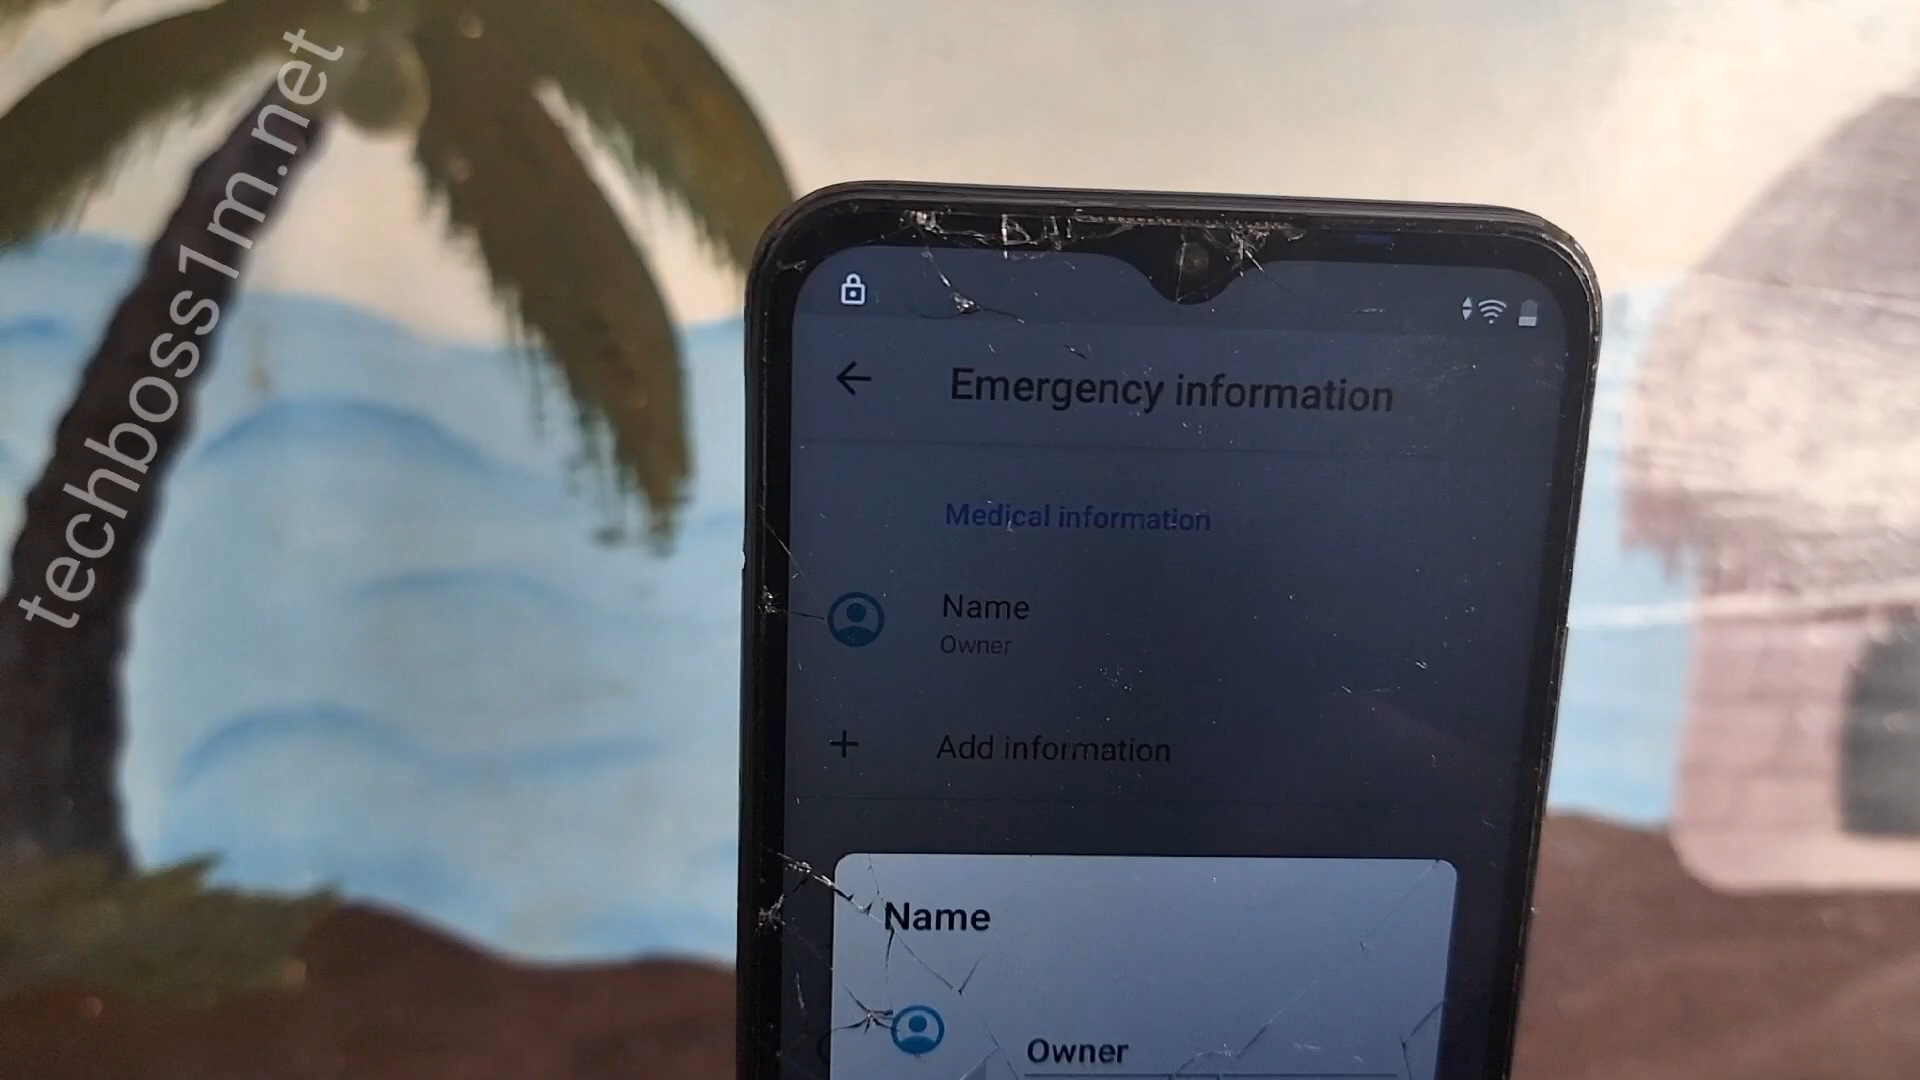 techboss1m.net
Emergency information
Medical information
Name
Owner
Add information
Name
Owner